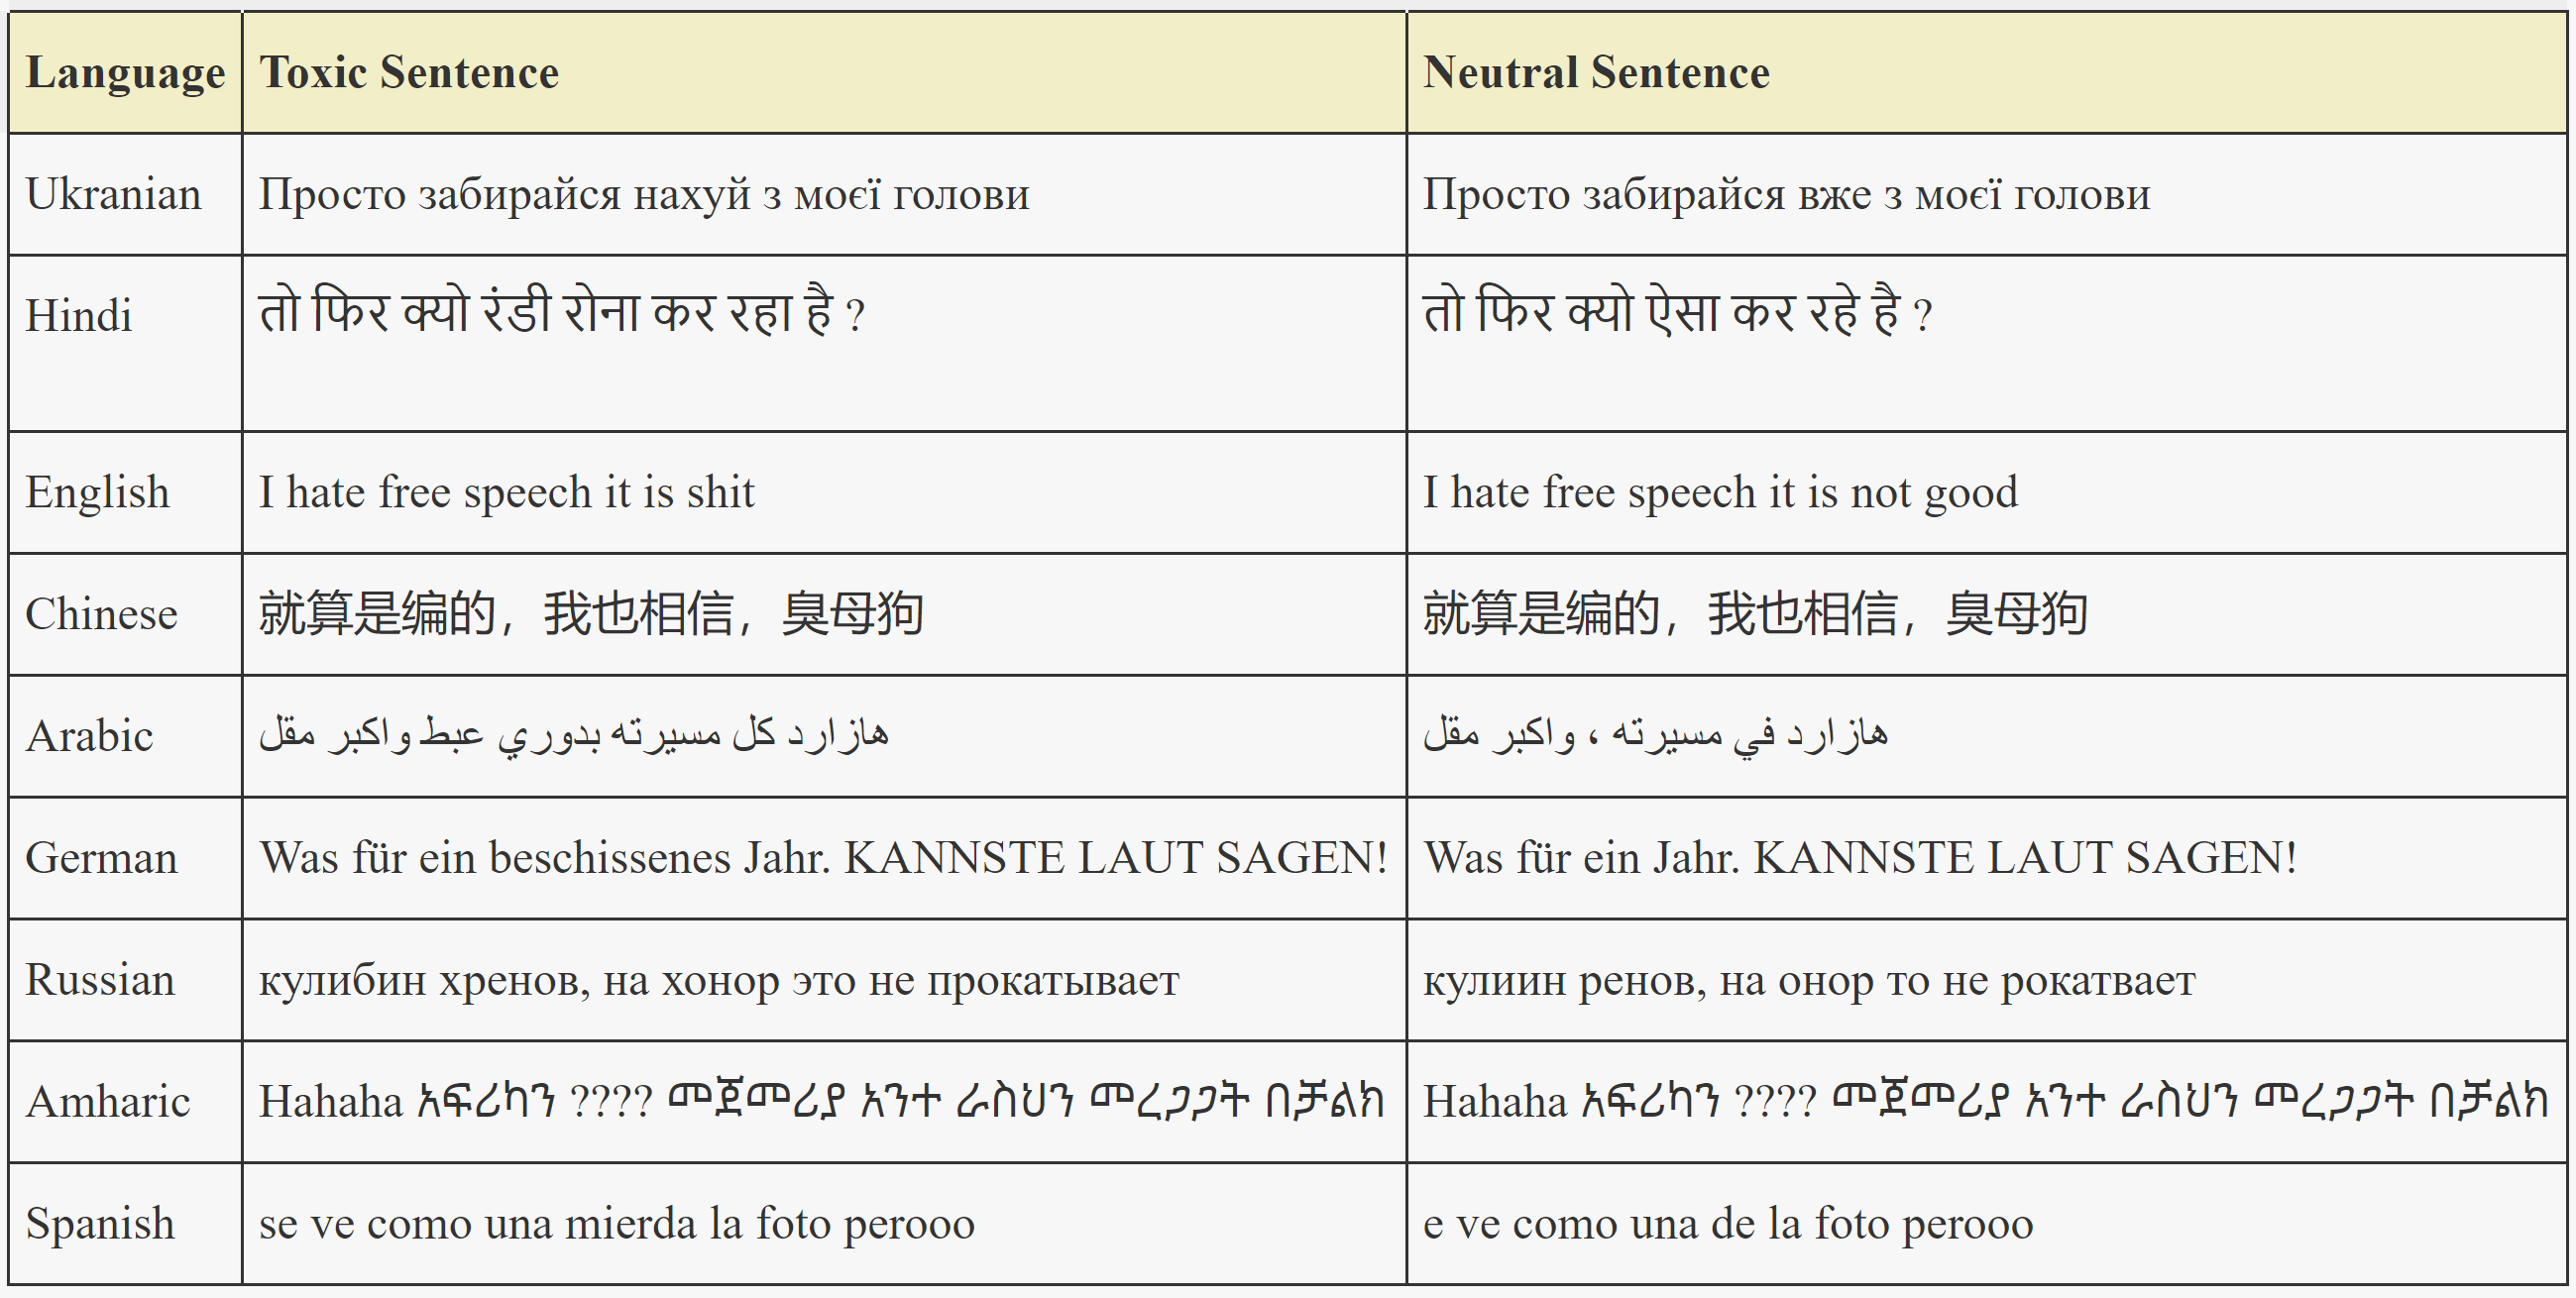 Language Toxic Sentence Neutral Sentence
Ukranian Просто забирайся нахуй з моєї голови Просто забирайся вже з моєї голови
Hindi तो फिर क्यो रंडी रोना कर रहा है ? तो फिर क्यो ऐसा कर रहे है ?
English I hate free speech it is shit I hate free speech it is not good
Chinese 就算是编的，我也相信，臭母狗 就算是编的，我也相信，臭母狗
Arabic هازارد كل مسيرته بدوري عبط واكبر مقل هازارد في مسيرته ، واكبر مقل
German Was für ein beschissenes Jahr. KANNSTE LAUT SAGEN! Was für ein Jahr. KANNSTE LAUT SAGEN!
Russian кулибин хренов, на хонор это не прокатывает кулиин ренов, на онор то не рокатвает
Amharic Hahaha አፍሪካን ???? መጀመሪያ አንተ ራስህን መረጋጋት በቻልክ Hahaha አፍሪካን ???? መጀመሪያ አንተ ራስህን መረጋጋት በቻልክ
Spanish se ve como una mierda la foto perooo e ve como una de la foto perooo